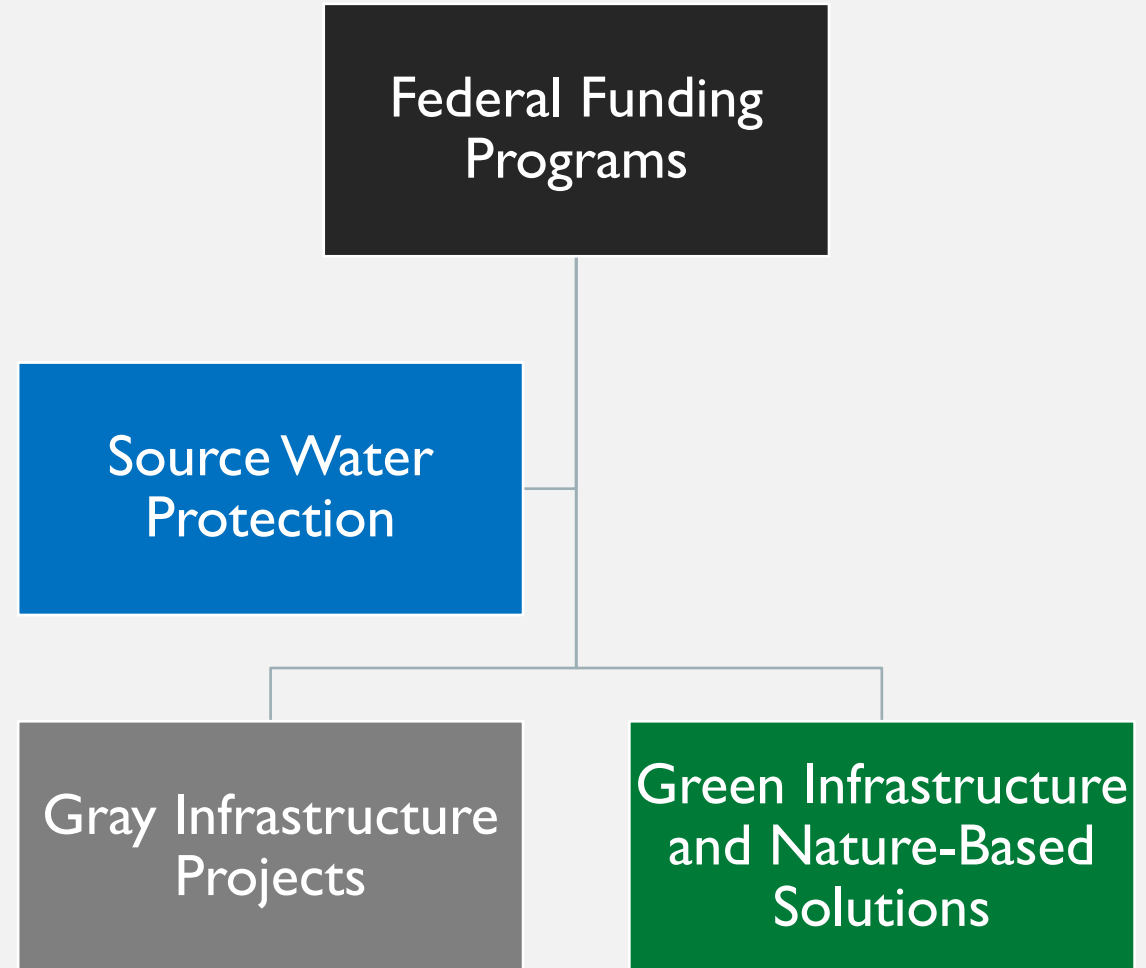 Federal Funding
Programs
Source Water
Protection
Gray Infrastructure
Projects
Green Infrastructure
and Nature-Based
Solutions